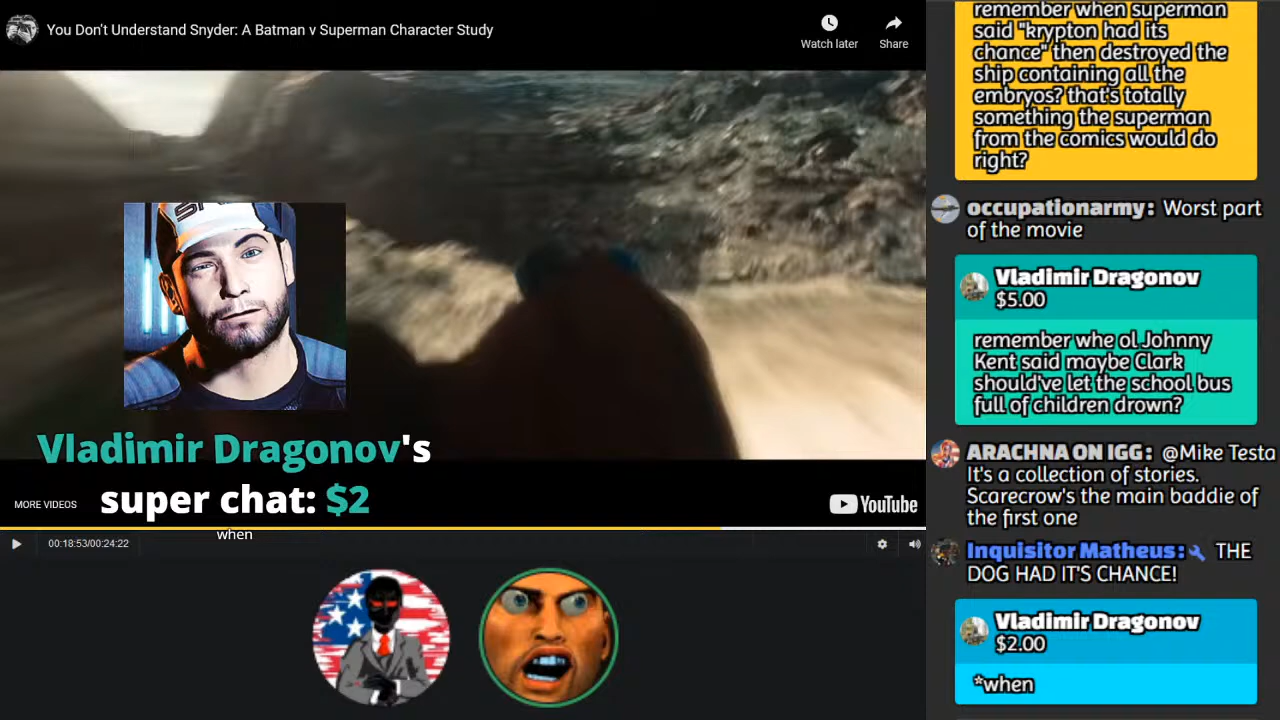 You Don't Understand Snyder: A Batman v Superman Character Study
Watch later
Share
Vladimir Dragonov's
super chat: $2
when
MORE VIDEOS
YouTube
00:18:53/00:24:22
remember when superman
said "krypton had its
chance" then destroyed the
ship containing all the
embryos? that's totally
something the superman
from the comics would do
right?
occupationarmy: Worst part
of the movie
Vladimir Dragonov
$5.00
remember whe ol Johnny
Kent said maybe Clark
should've let the school bus
full of children drown?
ARACHNA ON IGG: @Mike Testa
It's a collection of stories.
Scarecrow's the main baddie of
the first one
Inquisitor Matheus: THE
DOG HAD IT'S CHANCE!
Vladimir Dragonov
$2.00
*when